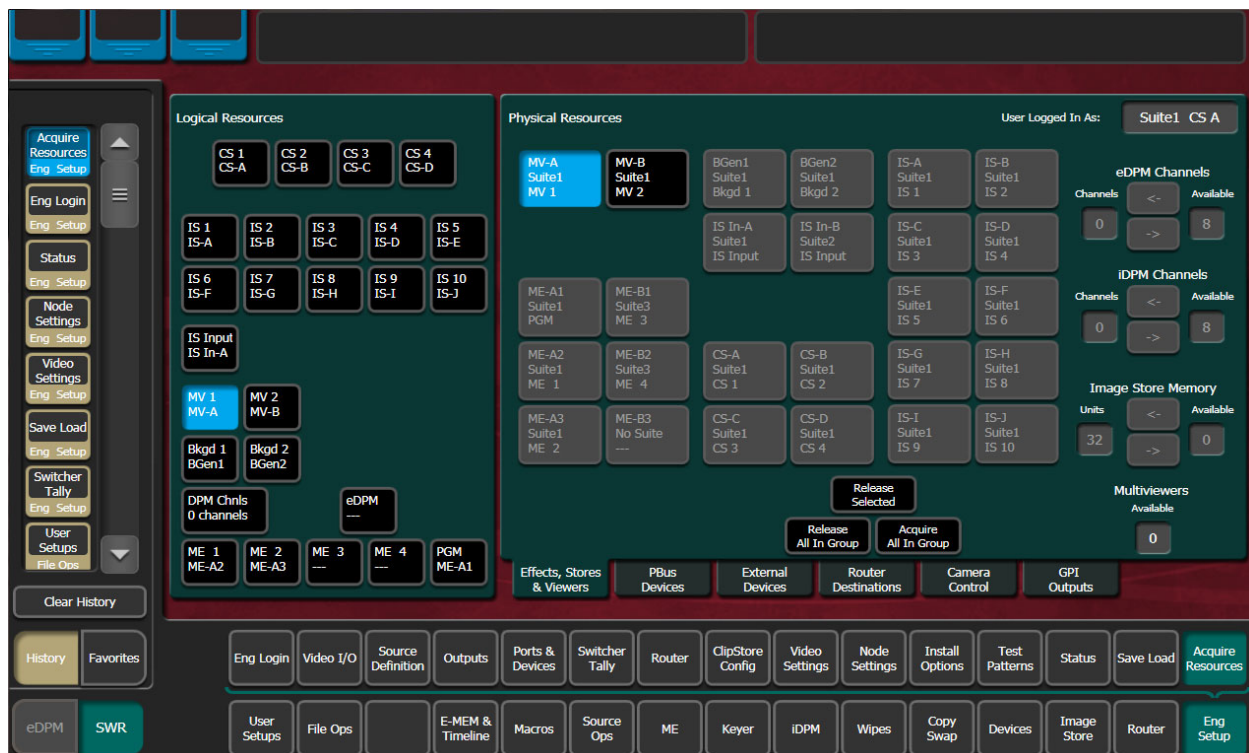 Acquire
Resources
Eng Setup
Eng Login
Eng Setup
Status
Eng Setup
Node
Settings
Eng Setup
Video
Settings
Eng Setup
Save Load
Eng Setup
Switcher
Tally
Eng Setup
User
Setups
File Ops
Clear History
History
Favorites
eDPM
SWR
Logical Resources
CS 1
CS-A
CS 2
CS-B
CS 3
CS-C
CS 4
CS-D
IS 1
IS-A
IS 2
IS-B
IS 3
IS-C
IS 4
IS-D
IS 5
IS-E
IS 6
IS-F
IS 7
IS-G
IS 8
IS-H
IS 9
IS-I
IS 10
IS-J
IS Input
IS In-A
MV 1
MV-A
MV 2
MV-B
Bkgd 1
BGen1
Bkgd 2
BGen2
DPM Chnls
0 channels
eDPM
---
ME 1
ME-A2
ME 2
ME-A3
ME 3
---
ME 4
---
PGM
ME-A1
Physical Resources
User Logged In As:
Suite1 CS A
MV-A
Suite1
MV 1
MV-B
Suite1
MV 2
BGen1
Suite1
Bkgd 1
BGen2
Suite1
Bkgd 2
IS-A
Suite1
IS 1
IS-B
Suite1
IS 2
IS In-A
Suite1
IS Input
IS In-B
Suite2
IS Input
IS-C
Suite1
IS 3
IS-D
Suite1
IS 4
ME-A1
Suite1
PGM
ME-B1
Suite3
ME 3
IS-E
Suite1
IS 5
IS-F
Suite1
IS 6
ME-A2
Suite1
ME 1
ME-B2
Suite3
ME 4
CS-A
Suite1
CS 1
CS-B
Suite1
CS 2
IS-G
Suite1
IS 7
IS-H
Suite1
IS 8
ME-A3
Suite1
ME 2
ME-B3
No Suite
---
CS-C
Suite1
CS 3
CS-D
Suite1
CS 4
IS-I
Suite1
IS 9
IS-J
Suite1
IS 10
Release
Selected
Release
All In Group
Acquire
All In Group
eDPM Channels
Channels
<-
Available
0
->
8
iDPM Channels
Channels
<-
Available
0
->
8
Image Store Memory
Units
<-
Available
32
->
0
Multiviewers
Available
0
Effects, Stores
& Viewers
PBus
Devices
External
Devices
Router
Destinations
Camera
Control
GPI
Outputs
Eng Login
Video I/O
Source
Definition
Outputs
Ports &
Devices
Switcher
Tally
Router
ClipStore
Config
Video
Settings
Node
Settings
Install
Options
Test
Patterns
Status
Save Load
Acquire
Resources
User
Setups
File Ops
E-MEM &
Timeline
Macros
Source
Ops
ME
Keyer
iDPM
Wipes
Copy
Swap
Devices
Image
Store
Router
Eng
Setup